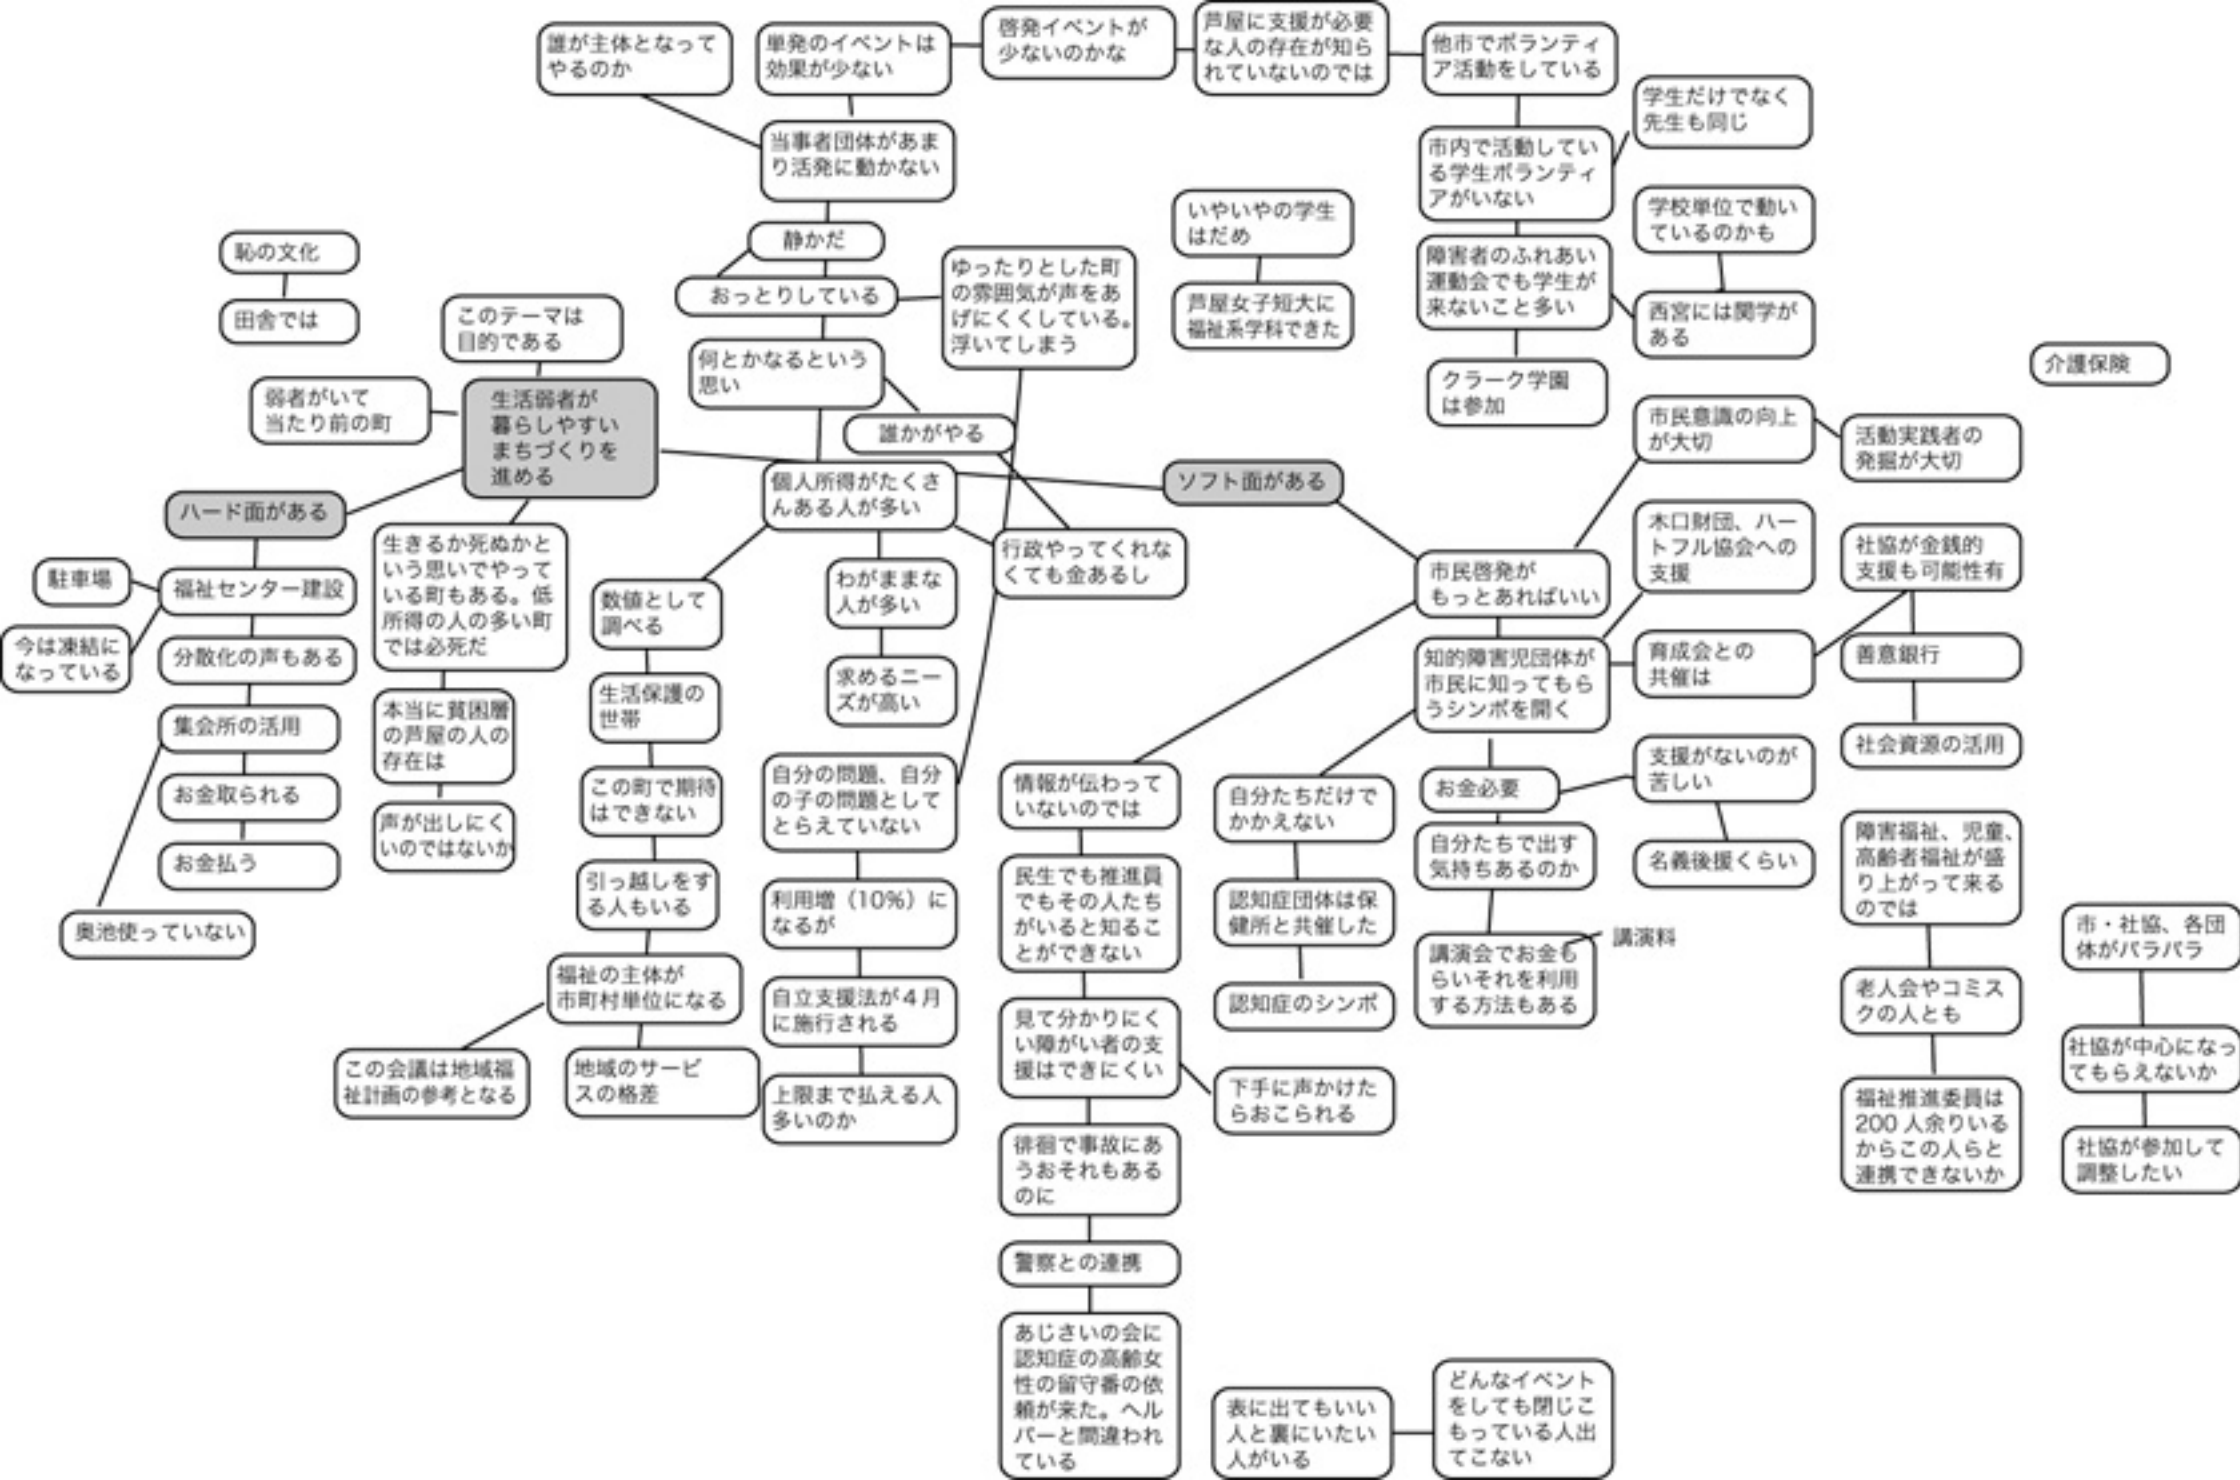 誰が主体となって
やるのか
単発のイベントは
効果が少ない
啓発イベントが
少ないのかな
芦屋に支援が必要
な人の存在が知ら
れていないのでは
他市でボランティ
ア活動をしている
学生だけでなく
先生も同じ
当事者団体があま
り活発に動かない
市内で活動してい
る学生ボランティ
アがいない
いやいやの学生
はだめ
学校単位で動い
ているのかも
静かだ
恥の文化
田舎では
おっとりしている
ゆったりとした町
の雰囲気が声をあ
げにくくしている。
浮いてしまう
芦屋女子短大に
福祉系学科できた
障害者のふれあい
運動会でも学生が
来ないこと多い
西宮には関学が
ある
このテーマは
目的である
何とかなるという
思い
クラーク学園
は参加
介護保険
弱者がいて
当たり前の町
生活弱者が
暮らしやすい
まちづくりを
進める
誰かがやる
市民意識の向上
が大切
活動実践者の
発掘が大切
ハード面がある
個人所得がたくさ
んある人が多い
ソフト面がある
生きるか死ぬかと
いう思いでやって
いる町もある。低
所得の人の多い町
では必死だ
行政やってくれな
くても金あるし
木口財団、ハー
トフル協会への
支援
社協が金銭的
支援も可能性有
駐車場
福祉センター建設
数値として
調べる
わがままな
人が多い
市民啓発が
もっとあればいい
今は凍結に
なっている
分散化の声もある
生活保護の
世帯
求めるニー
ズが高い
知的障害児団体が
市民に知ってもら
うシンポを開く
育成会との
共催は
善意銀行
集会所の活用
本当に貧困層
の芦屋の人の
存在は
社会資源の活用
お金取られる
この町で期待
はできない
自分の問題、自分
の子の問題として
とらえていない
情報が伝わって
いないのでは
自分たちだけで
かかえない
お金必要
支援がないのが
苦しい
お金払う
声が出しにく
いのではないか
引っ越しをす
る人もいる
利用増（10%）に
なるが
民生でも推進員
でもその人たち
がいると知るこ
とができない
認知症団体は保
健所と共催した
自分たちで出す
気持ちあるのか
名義後援くらい
障害福祉、児童、
高齢者福祉が盛
り上がって来る
のでは
奥池使っていない
福祉の主体が
市町村単位になる
自立支援法が４月
に施行される
認知症のシンポ
講演会でお金も
らいそれを利用
する方法もある
講演料
老人会やコミス
クの人とも
市・社協、各団
体がバラバラ
この会議は地域福
祉計画の参考となる
地域のサービ
スの格差
上限まで払える人
多いのか
見て分かりにく
い障がい者の支
援はできにくい
下手に声かけた
らおこられる
福祉推進委員は
200人余りいる
からこの人らと
連携できないか
社協が中心になっ
てもらえないか
社協が参加して
調整したい
徘徊で事故にあ
うおそれもある
のに
警察との連携
あじさいの会に
認知症の高齢女
性の留守番の依
頼が来た。ヘル
パーと間違われ
ている
表に出てもいい
人と裏にいたい
人がいる
どんなイベント
をしても閉じこ
もっている人出
てこない